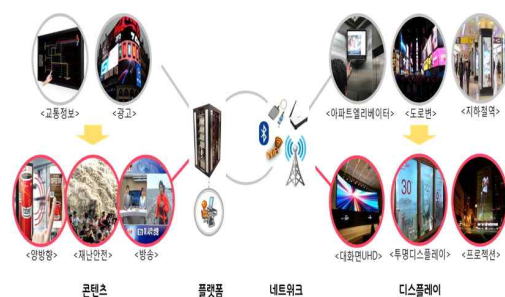 <교통정보> <광고> <아파트엘리베이터> <도로변> <지하철역>
30 9
<양방향> <재난안전> <방송> <대화면UHD> <투명디스플레이> <프로젝션>
콘텐츠 플랫폼 네트워크 디스플레이